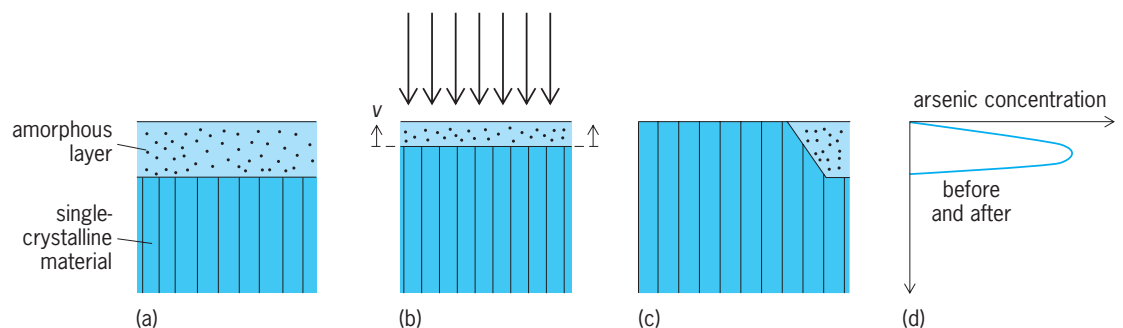 amorphous
layer
single-
crystalline
material
(a)
v
(b)
(c)
arsenic concentration
before
and after
(d)